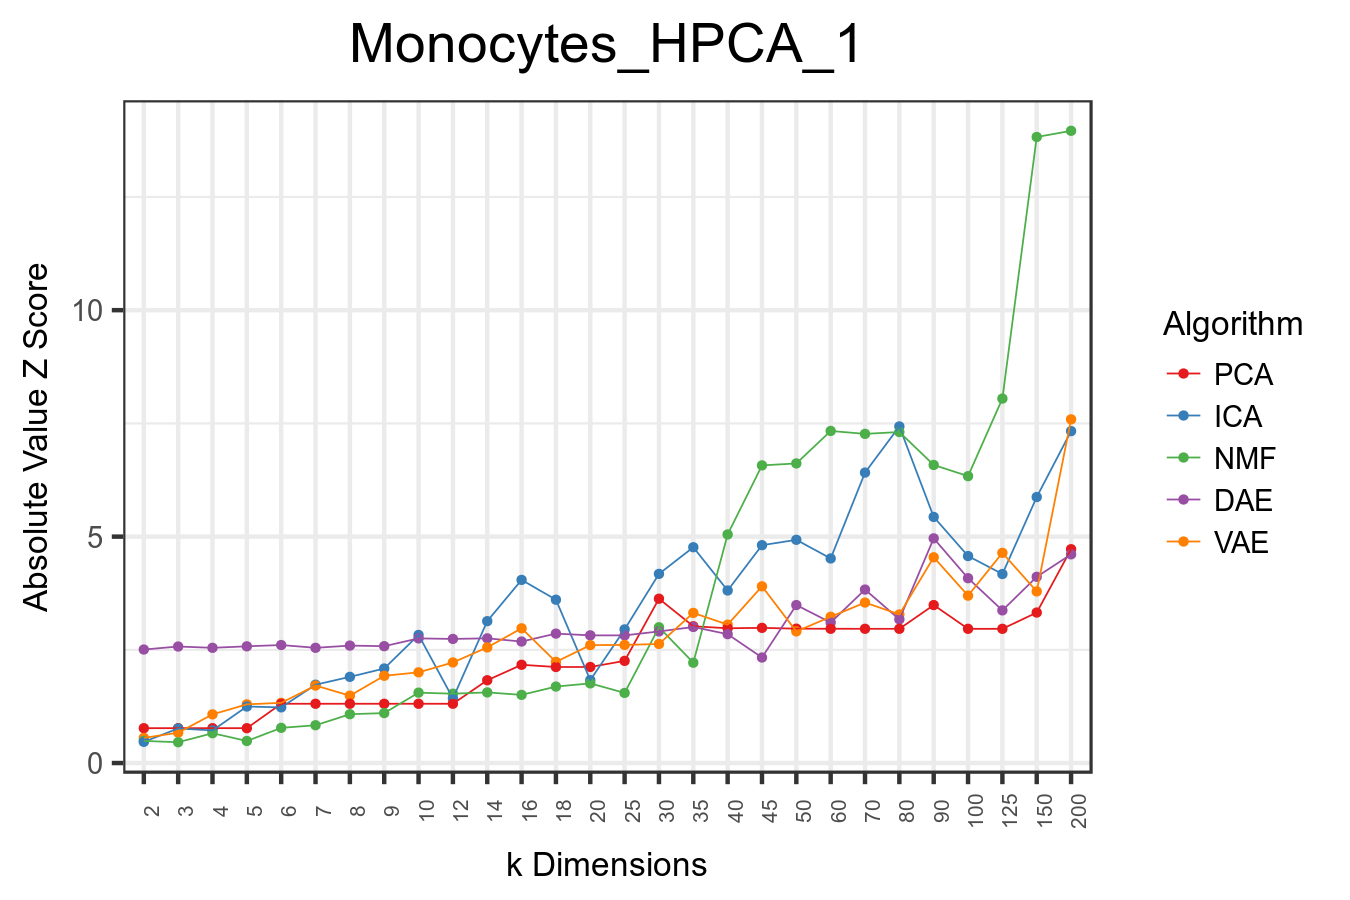 Monocytes_HPCA_1
Absolute Value Z Score
10
5
0
2 3 4 5 6 7 8 9 10 12 14 16 18 20 25 30 35 40 45 50 60 70 80 90 100 125 150 200
k Dimensions
Algorithm
PCA
ICA
NMF
DAE
VAE